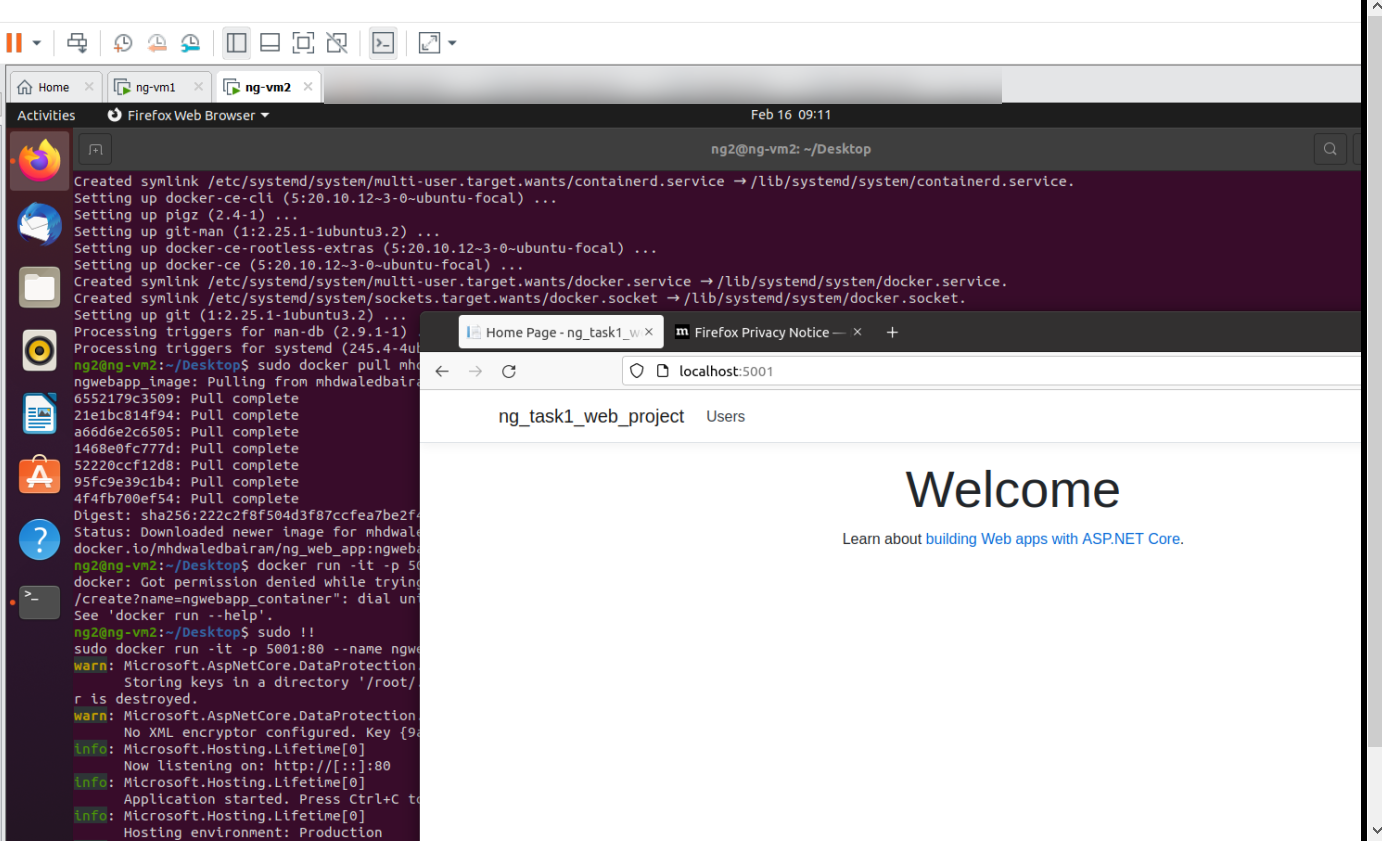 Home
ng-vm1
ng-vm2
Activities
Firefox Web Browser
Feb 16 09:11
ng2@ng-vm2: ~/Desktop
Created symlink /etc/systemd/system/multi-user.target.wants/containerd.service → /lib/systemd/system/containerd.service.
Setting up docker-ce-cli (5:20.10.12~3-0~ubuntu-focal) ...
Setting up pigz (2.4-1) ...
Setting up git-man (1:2.25.1-1ubuntu3.2) ...
Setting up docker-ce-rootless-extras (5:20.10.12~3-0~ubuntu-focal) ...
Setting up docker-ce (5:20.10.12~3-0~ubuntu-focal) ...
Created symlink /etc/systemd/system/multi-user.target.wants/docker.service → /lib/systemd/system/docker.service.
Created symlink /etc/systemd/system/sockets.target.wants/docker.socket → /lib/systemd/system/docker.socket.
Setting up git (1:2.25.1-1ubuntu3.2) ...
Processing triggers for man-db (2.9.1-1) .
Processing triggers for systemd (245.4-4ub
ng2@ng-vm2:~/Desktop$ sudo docker pull mhd
ngwebapp_image: Pulling from mhdwaledbaira
6552179c3509: Pull complete
21e1bc814f94: Pull complete
a66d6e2c6505: Pull complete
1468e0fc777d: Pull complete
52220ccf12d8: Pull complete
95fc9e39c1b4: Pull complete
4f4fb700ef54: Pull complete
Digest: sha256:222c2f8f504d3f87ccfea7be2f4
Status: Downloaded newer image for mhdwale
docker.io/mhdwaledbairam/ng_web_app:ngweba
ng2@ng-vm2:~/Desktop$ docker run -it -p 50
docker: Got permission denied while trying
/create?name=ngwebapp_container": dial uni
See 'docker run --help'.
ng2@ng-vm2:~/Desktop$ sudo !!
sudo docker run -it -p 5001:80 --name ngwe
warn: Microsoft.AspNetCore.DataProtection.
Storing keys in a directory '/root/.
r is destroyed.
warn: Microsoft.AspNetCore.DataProtection.
No XML encryptor configured. Key {9a
info: Microsoft.Hosting.Lifetime[0]
Now listening on: http://[::]:80
info: Microsoft.Hosting.Lifetime[0]
Application started. Press Ctrl+C to
info: Microsoft.Hosting.Lifetime[0]
Hosting environment: Production
Home Page - ng_task1_w
Firefox Privacy Notice —
localhost:5001
ng_task1_web_project
Users
Welcome
Learn about building Web apps with ASP.NET Core.